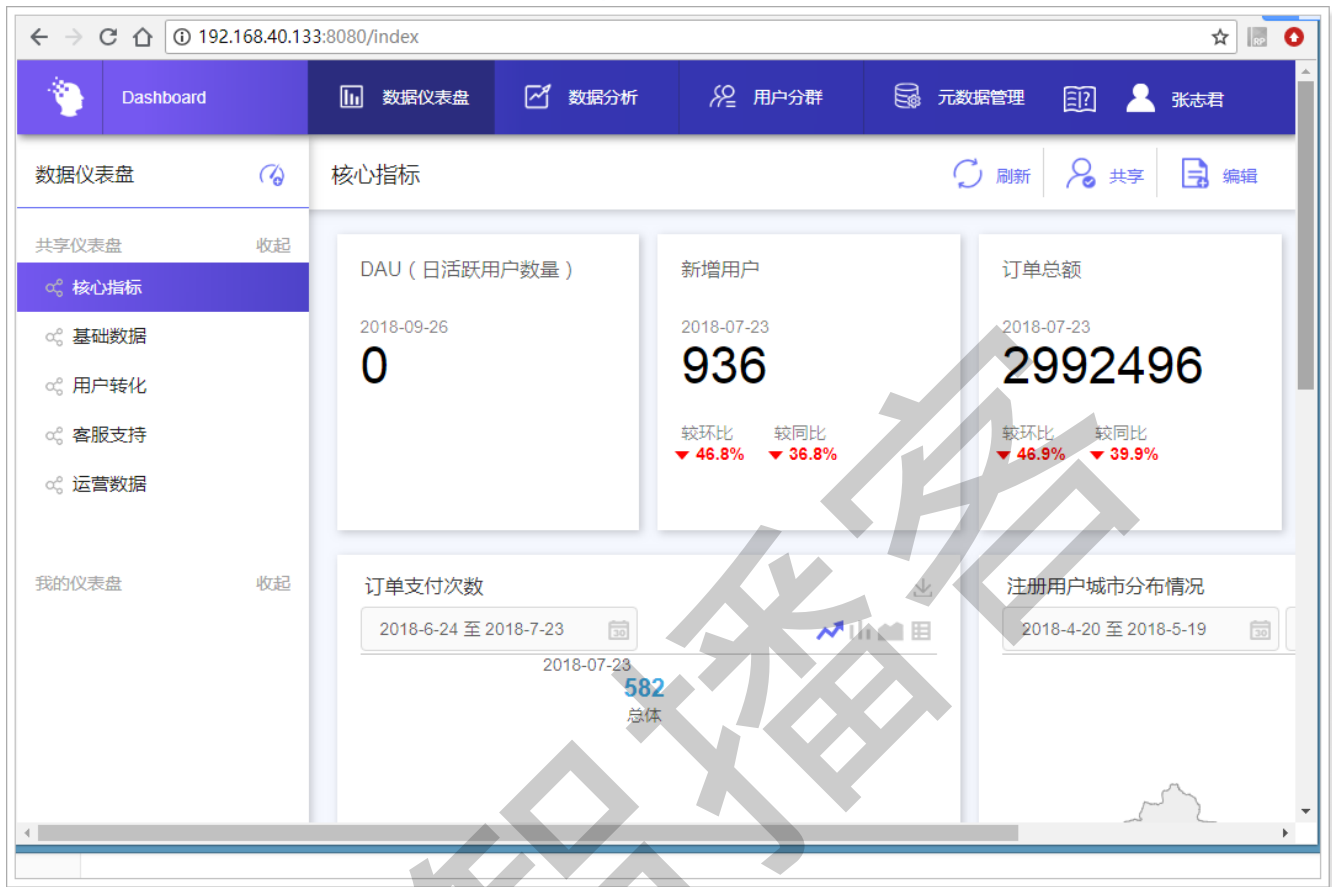 192.168.40.133:8080/index
RP
Dashboard
数据仪表盘
数据分析
用户分群
元数据管理
张志君
数据仪表盘
核心指标
刷新
共享
编辑
共享仪表盘 收起
核心指标
基础数据
用户转化
客服支持
运营数据
我的仪表盘 收起
DAU（日活跃用户数量）
2018-09-26
0
新增用户
2018-07-23
936
较环比 较同比
46.8% 36.8%
订单总额
2018-07-23
2992496
较环比 较同比
46.9% 39.9%
订单支付次数
2018-6-24 至 2018-7-23
30
2018-07-23
582
总体
注册用户城市分布情况
2018-4-20 至 2018-5-19
30
智播客